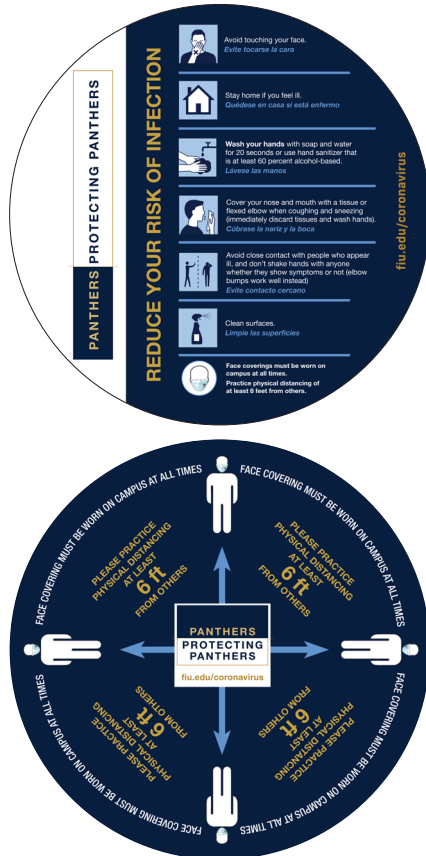 PANTHERS PROTECTING PANTHERS
REDUCE YOUR RISK OF INFECTION
Avoid touching your face.
Evite tocarse la cara
Stay home if you feel ill.
Quédese en casa si está enfermo
Wash your hands with soap and water
for 20 seconds or use hand sanitizer that
is at least 60 percent alcohol-based.
Lávese las manos
Cover your nose and mouth with a tissue or
flexed elbow when coughing and sneezing
(immediately discard tissues and wash hands).
Cúbrase la nariz y la boca
Avoid close contact with people who appear
ill, and don't shake hands with anyone
whether they show symptoms or not (elbow
bumps work well instead)
Evite contacto cercano
Clean surfaces.
Limpie las superficies
Face coverings must be worn on
campus at all times.
Practice physical distancing of
at least 6 feet from others.
fiu.edu/coronavirus
FACE COVERING MUST BE WORN ON CAMPUS AT ALL TIMES
FACE COVERING MUST BE WORN ON CAMPUS AT ALL TIMES
PLEASE PRACTICE
PHYSICAL DISTANCING
AT LEAST
6 ft
FROM OTHERS
PLEASE PRACTICE
PHYSICAL DISTANCING
AT LEAST
6 ft
FROM OTHERS
PANTHERS
PROTECTING
PANTHERS
fiu.edu/coronavirus
PLEASE PRACTICE
PHYSICAL DISTANCING
AT LEAST
6 ft
FROM OTHERS
PLEASE PRACTICE
PHYSICAL DISTANCING
AT LEAST
6 ft
FROM OTHERS
FACE COVERING MUST BE WORN ON CAMPUS AT ALL TIMES
FACE COVERING MUST BE WORN ON CAMPUS AT ALL TIMES